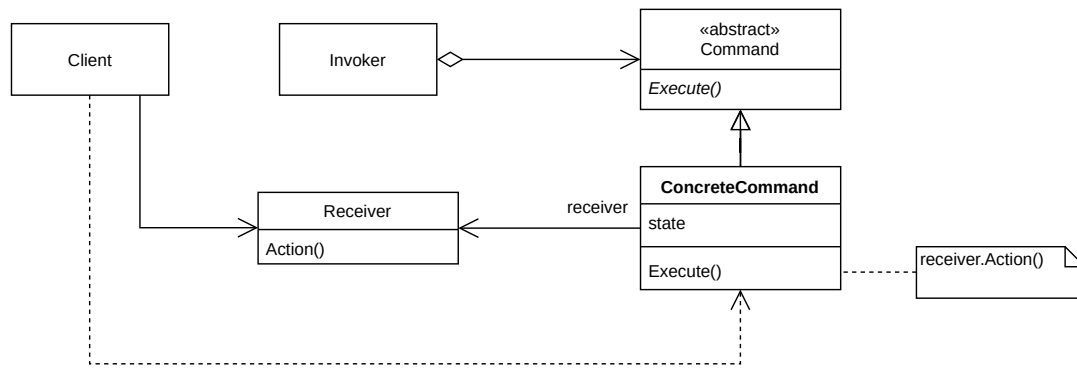 Client
Invoker
«abstract»
Command
Execute()
ConcreteCommand
state
Execute()
Receiver
Action()
receiver
receiver.Action()